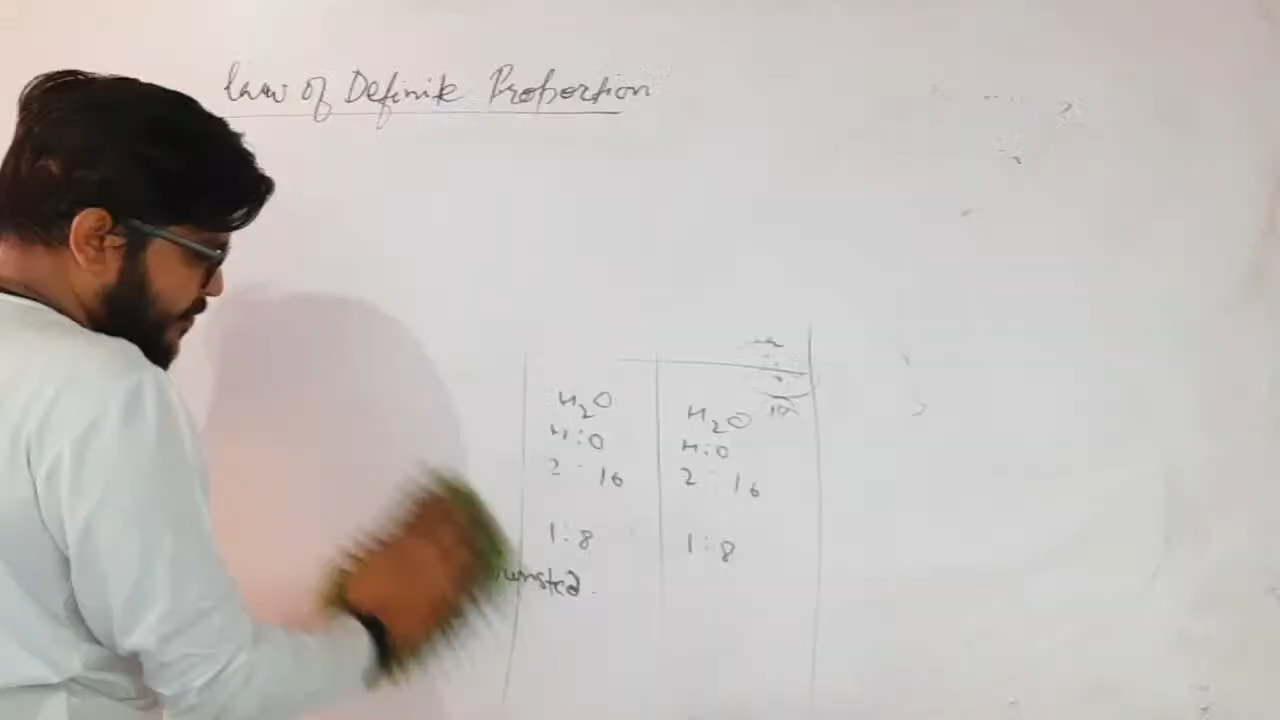 Law of Definite Proportion
H2O
H:O
2 : 16
1:8
H2O
H:O
2 : 16
1:8